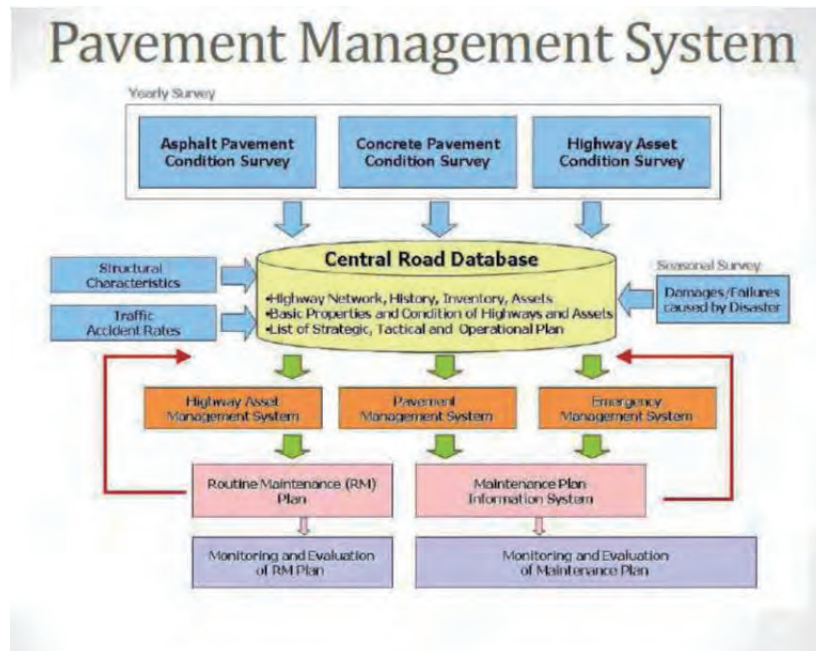 Pavement Management System
Yearly Survey
Asphalt Pavement
Condition Survey
Concrete Pavement
Condition Survey
Highway Asset
Condition Survey
Central Road Database
•Highway Network, History, Inventory, Assets
•Basic Properties and Condition of Highways and Assets
•List of Strategic, Tactical and Operational Plan
Structural
Characteristics
Traffic
Accident Rates
Seasonal Survey
Damages/Failures
caused by Disaster
Highway Asset
Management System
Pavement
Management System
Emergency
Management System
Routine Maintenance (RM)
Plan
Maintenance Plan
Information System
Monitoring and Evaluation
of RM Plan
Monitoring and Evaluation
of Maintenance Plan